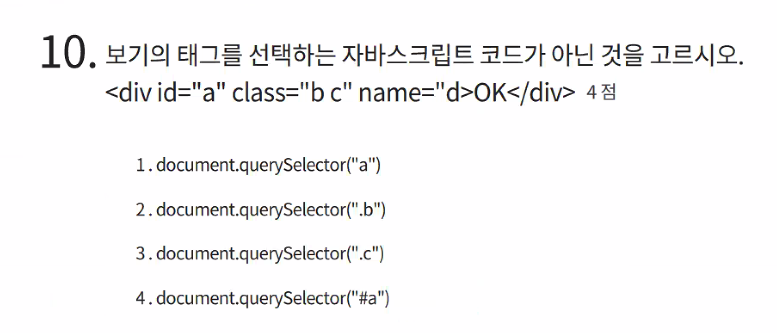 10. 보기의 태그를 선택하는 자바스크립트 코드가 아닌 것을 고르시오.
<div id="a" class="b c" name="d>OK</div> 4점
1. document.querySelector("a")
2. document.querySelector(".b")
3. document.querySelector(".c")
4. document.querySelector("#a")